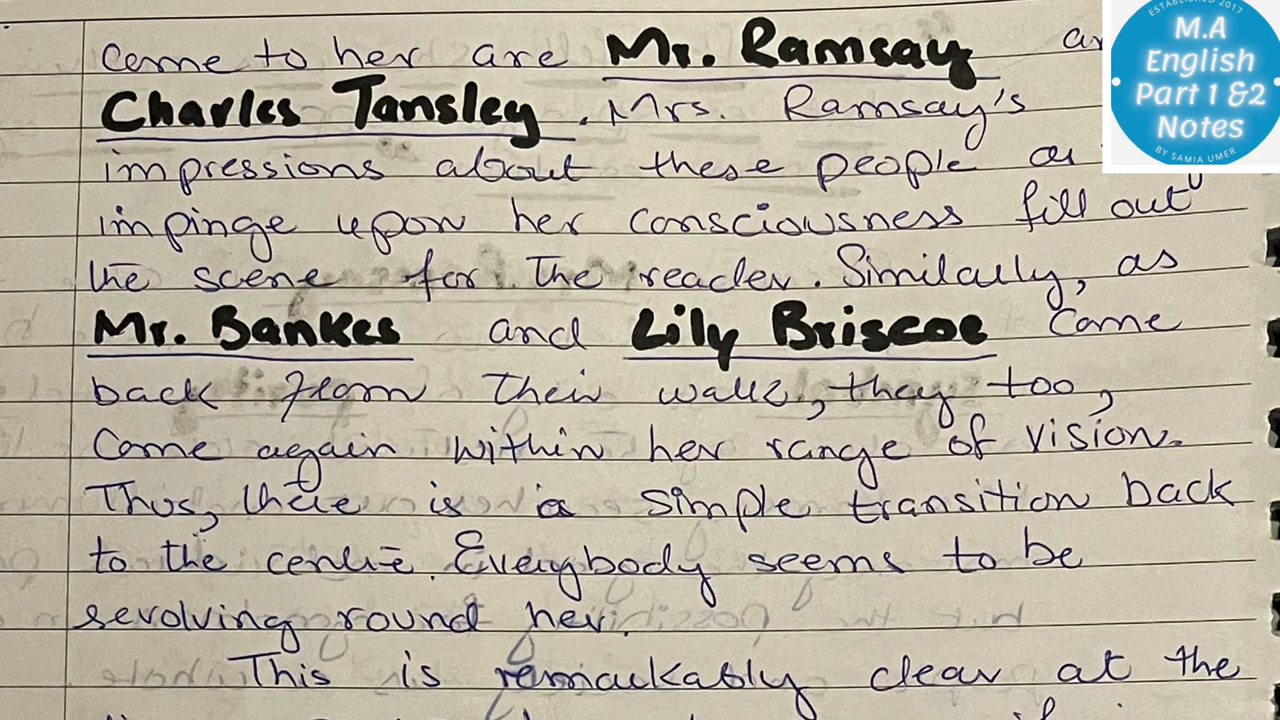 come to her are Mr. Ramsay
Charles Tansley. Mrs. Ramsay's
impressions about these people
impinge upon her consciousness fill out
the scene for the reader. Similarly, as
Mr. Bankes and Lily Briscoe come
back from their walk, they too,
come again within her range of vision.
Thus, there is a simple transition back
to the centre. Everybody seems to be
revolving round her.
This is remarkably clear at the
ESTABLISHED 2017
M.A
English
Part 1 &2
Notes
BY SAMIA UMER